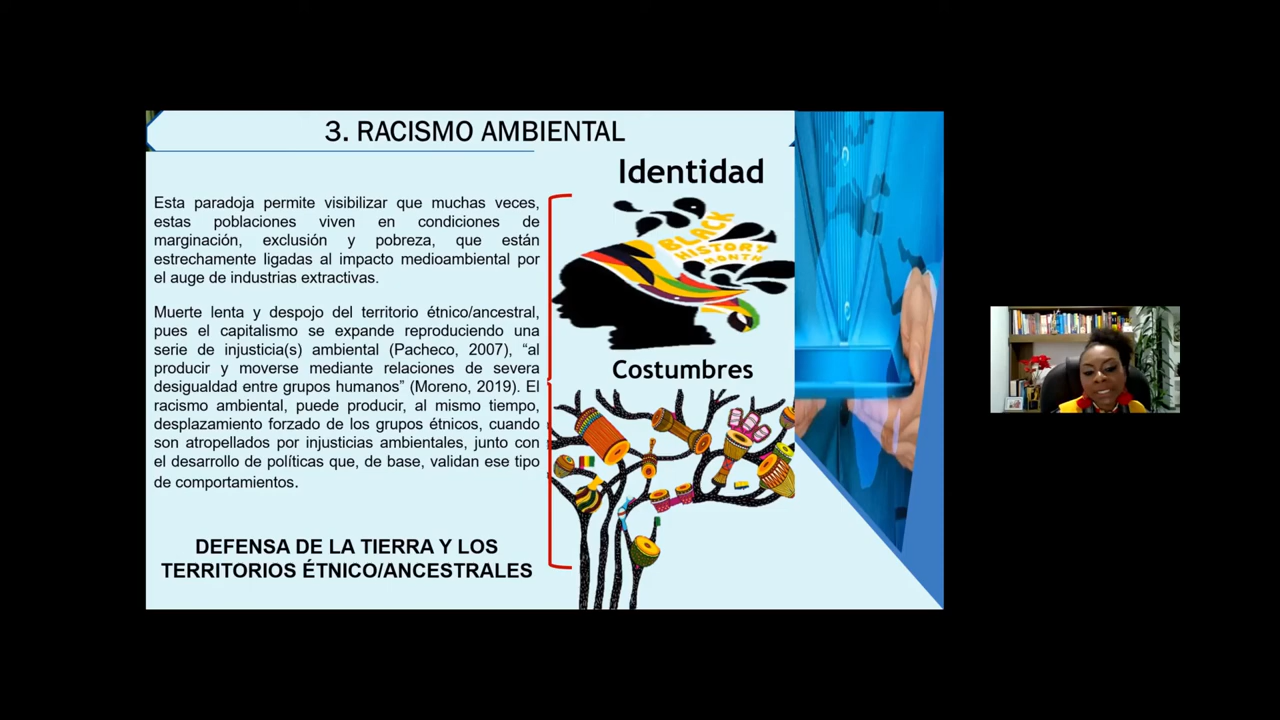 3. RACISMO AMBIENTAL
Esta paradoja permite visibilizar que muchas veces,
estas poblaciones viven en condiciones de
marginación, exclusión y pobreza, que están
estrechamente ligadas al impacto medioambiental por
el auge de industrias extractivas.
Muerte lenta y despojo del territorio étnico/ancestral,
pues el capitalismo se expande reproduciendo una
serie de injusticia(s) ambiental (Pacheco, 2007), “al
producir y moverse mediante relaciones de severa
desigualdad entre grupos humanos” (Moreno, 2019). El
racismo ambiental, puede producir, al mismo tiempo,
desplazamiento forzado de los grupos étnicos, cuando
son atropellados por injusticias ambientales, junto con
el desarrollo de políticas que, de base, validan ese tipo
de comportamientos.
DEFENSA DE LA TIERRA Y LOS
TERRITORIOS ÉTNICO/ANCESTRALES
Identidad
BLACK
HISTORY
MONTH
Costumbres